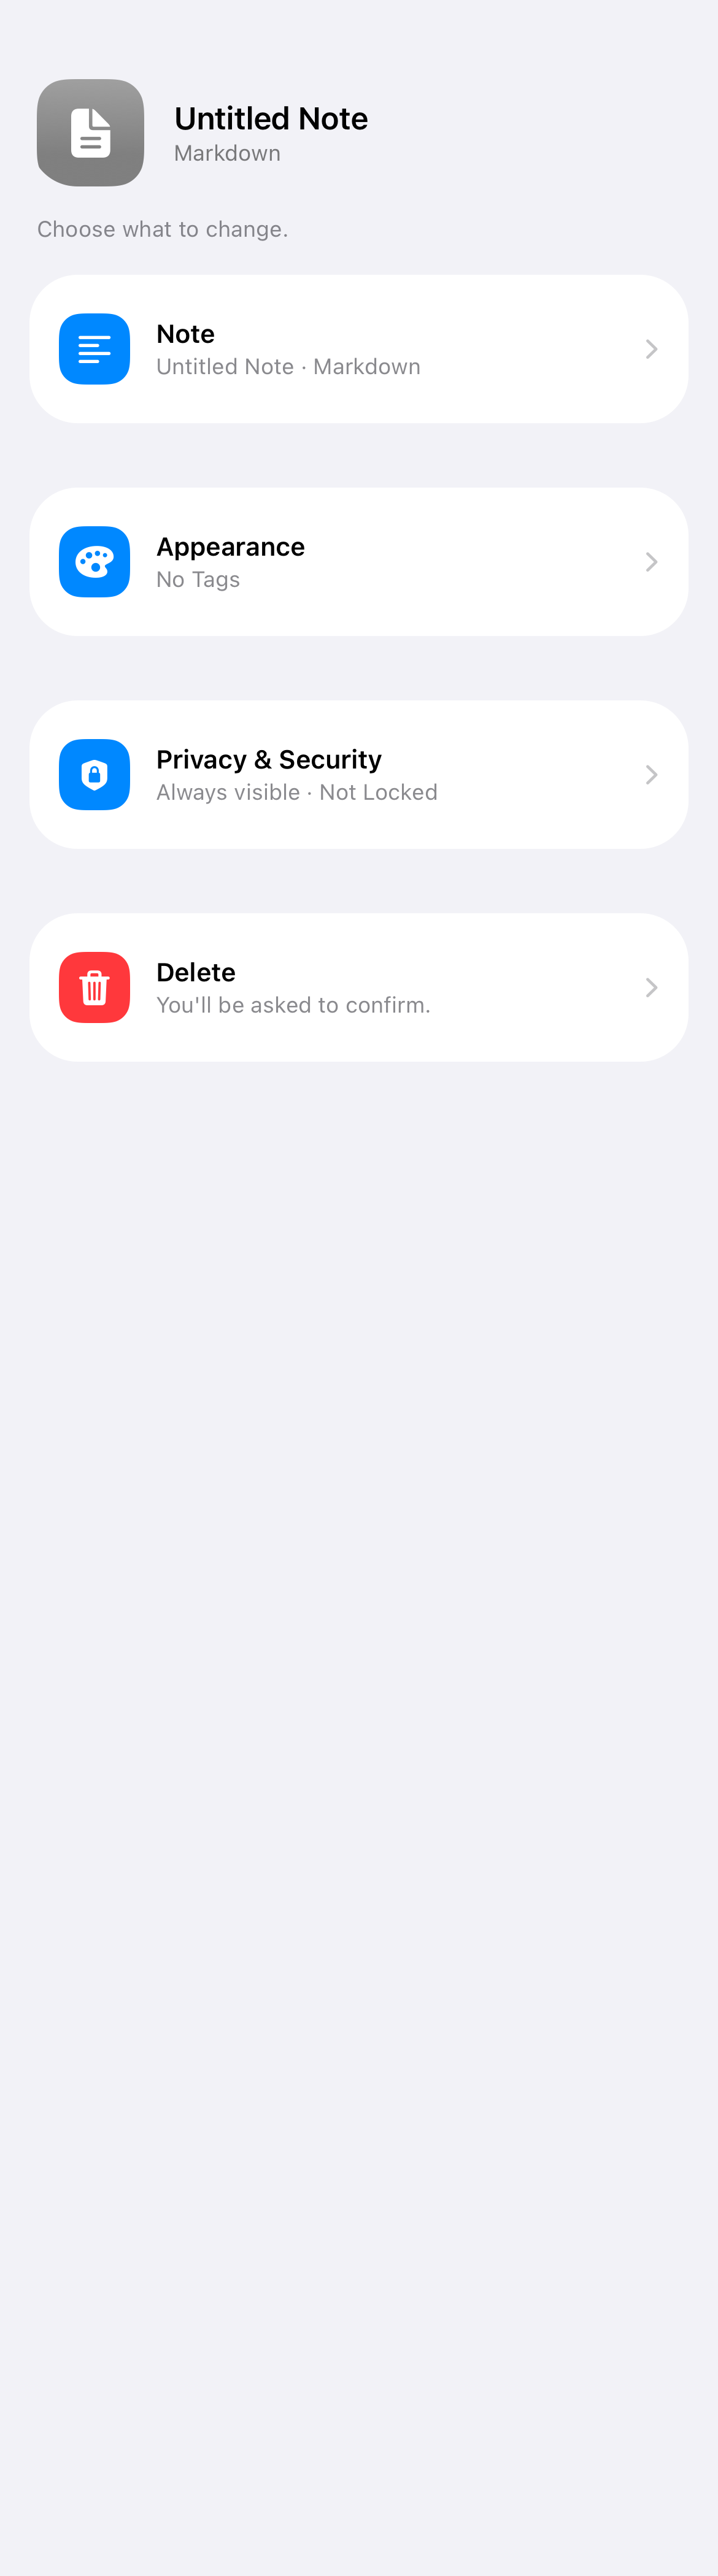 Untitled Note
Markdown
Choose what to change.
Note
Untitled Note · Markdown
Appearance
No Tags
Privacy & Security
Always visible · Not Locked
Delete
You'll be asked to confirm.